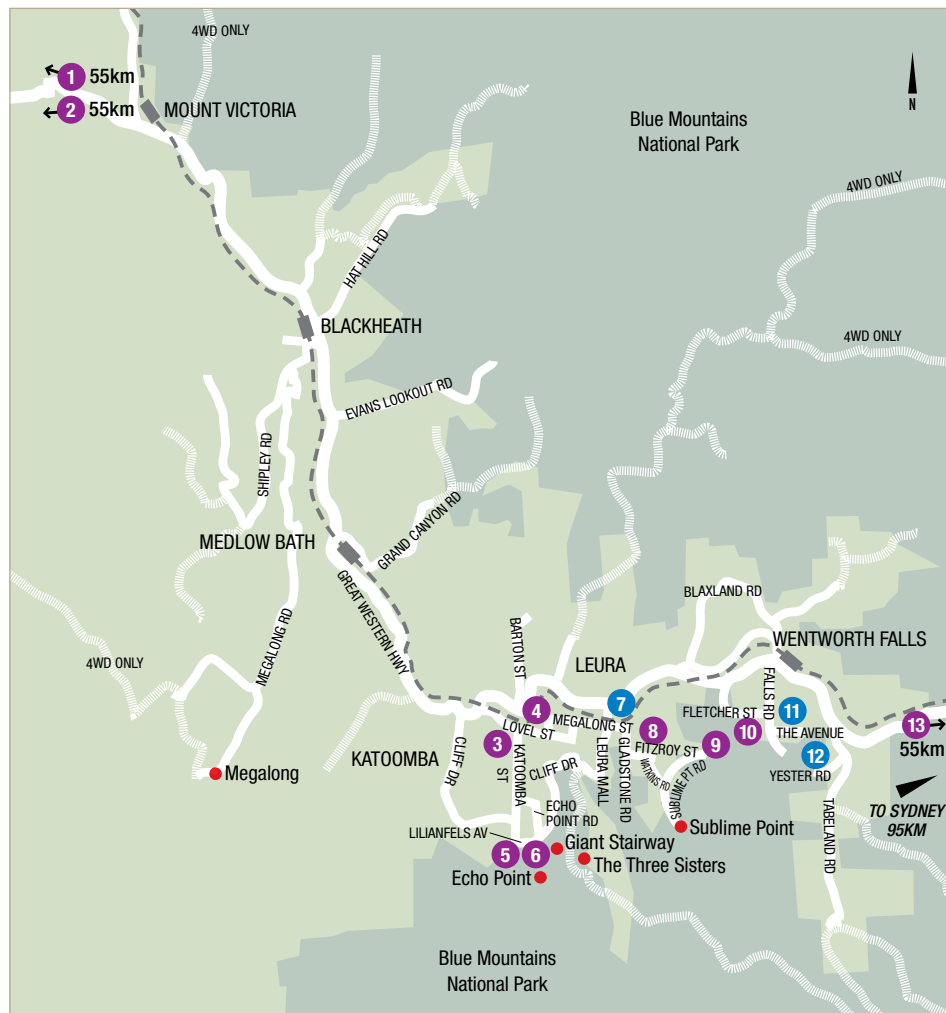 4WD ONLY
1 55km
2 55km
MOUNT VICTORIA
Blue Mountains
National Park
N
4WD ONLY
HAT HILL RD
BLACKHEATH
4WD ONLY
EVANS LOOKOUT RD
SHIPLEY RD
GRAND CANYON RD
MEDLOW BATH
GREAT WESTERN HWY
BLAXLAND RD
MEGALONG RD
BARTON ST
WENTWORTH FALLS
4WD ONLY
LEURA
FALLS RD
7
11
4
MEGALONG ST
FLETCHER ST
13
55km
LOVEL ST
8
10
THE AVENUE
3
FITZROY ST
9
12
KATOOMBA
CLIFF DR
KATOOMBA
ST
CLIFF DR
LEURA MALL
GLADSTONE RD
WATKINS RD
SUBLIME PT RD
YESTER RD
Megalong
TO SYDNEY
95KM
ECHO
POINT RD
TABELAND RD
Sublime Point
LILIANFELS AV
5
6
Giant Stairway
The Three Sisters
Echo Point
Blue Mountains
National Park